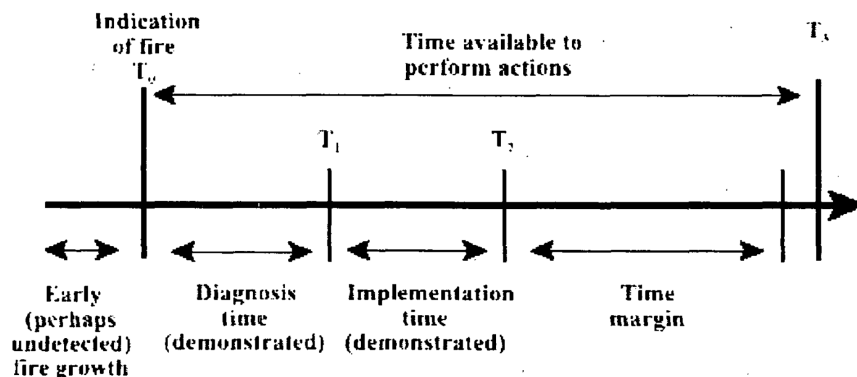 Indication
of fire
T₀
Time available to
perform actions
T₃
T₁
T₂
Early
(perhaps
undetected)
fire growth
Diagnosis
time
(demonstrated)
Implementation
time
(demonstrated)
Time
margin